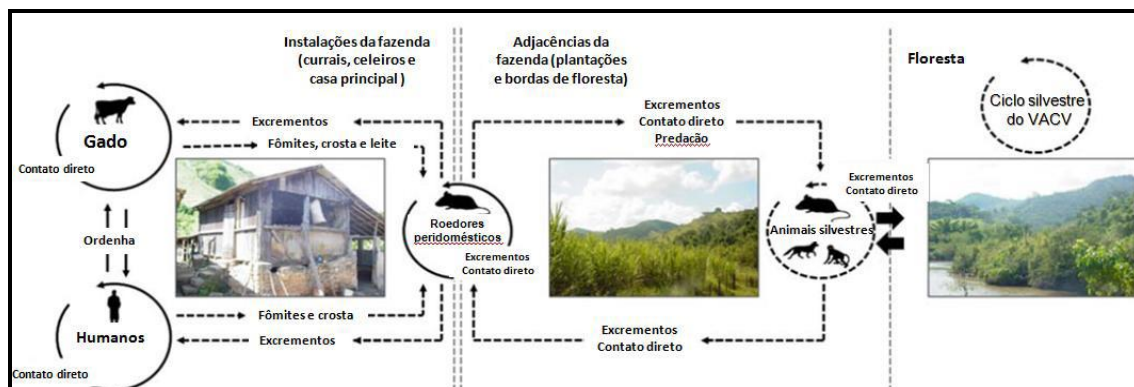 Instalações da fazenda
(currais, celeiros e
casa principal )
Adjacências da
fazenda (plantações
e bordas de floresta)
Floresta
Gado
Contato direto
Excrementos
Fômites, crosta e leite
Ordenha
Humanos
Contato direto
Fômites e crosta
Excrementos
Roedores
peridomésticos
Excrementos
Contato direto
Excrementos
Contato direto
Predação
Excrementos
Contato direto
Animais silvestres
Excrementos
Contato direto
Ciclo silvestre
do VACV